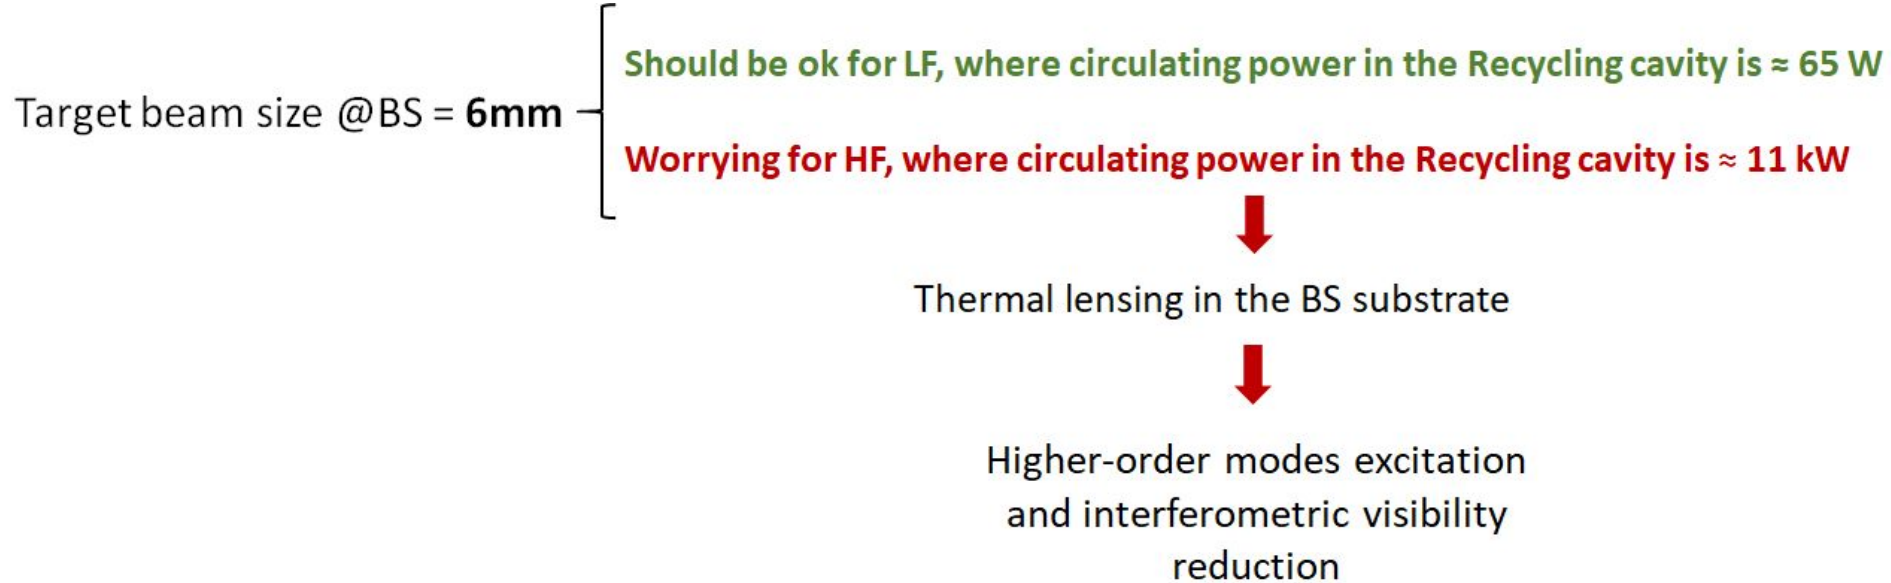 Should be ok for LF, where circulating power in the Recycling cavity is ≈ 65 W
Target beam size @BS = 6mm
Worrying for HF, where circulating power in the Recycling cavity is ≈ 11 kW
Thermal lensing in the BS substrate
Higher-order modes excitation
and interferometric visibility
reduction